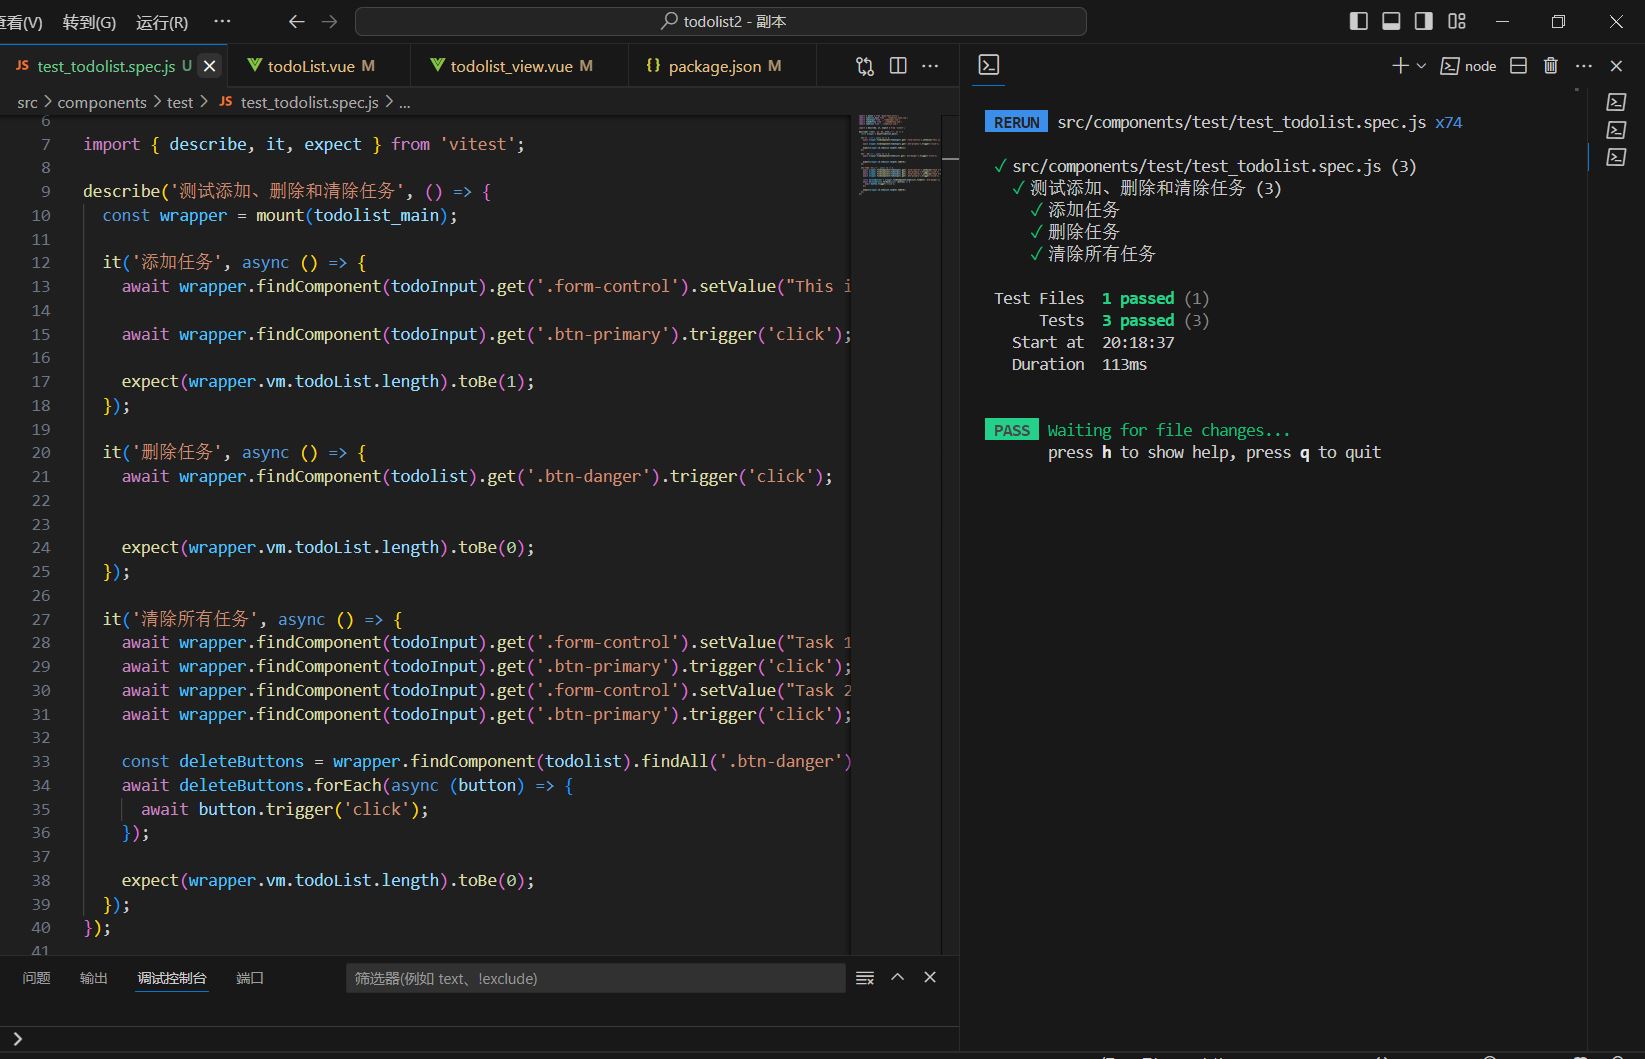 查看(V) 转到(G) 运行(R) ··· todolist2 - 副本
JS test_todolist.spec.js U todoList.vue M todolist_view.vue M {} package.json M
src > components > test > JS test_todolist.spec.js > ...
6
7 import { describe, it, expect } from 'vitest';
8
9 describe('测试添加、删除和清除任务', () => {
10 const wrapper = mount(todolist_main);
11
12 it('添加任务', async () => {
13 await wrapper.findComponent(todoInput).get('.form-control').setValue("This i
14
15 await wrapper.findComponent(todoInput).get('.btn-primary').trigger('click');
16
17 expect(wrapper.vm.todoList.length).toBe(1);
18 });
19
20 it('删除任务', async () => {
21 await wrapper.findComponent(todolist).get('.btn-danger').trigger('click');
22
23
24 expect(wrapper.vm.todoList.length).toBe(0);
25 });
26
27 it('清除所有任务', async () => {
28 await wrapper.findComponent(todoInput).get('.form-control').setValue("Task 1
29 await wrapper.findComponent(todoInput).get('.btn-primary').trigger('click');
30 await wrapper.findComponent(todoInput).get('.form-control').setValue("Task 2
31 await wrapper.findComponent(todoInput).get('.btn-primary').trigger('click');
32
33 const deleteButtons = wrapper.findComponent(todolist).findAll('.btn-danger')
34 await deleteButtons.forEach(async (button) => {
35 await button.trigger('click');
36 });
37
38 expect(wrapper.vm.todoList.length).toBe(0);
39 });
40 });
41
问题 输出 调试控制台 端口 筛选器(例如 text、!exclude)
node
RERUN src/components/test/test_todolist.spec.js x74
✓ src/components/test/test_todolist.spec.js (3)
✓ 测试添加、删除和清除任务 (3)
✓ 添加任务
✓ 删除任务
✓ 清除所有任务
Test Files 1 passed (1)
Tests 3 passed (3)
Start at 20:18:37
Duration 113ms
PASS Waiting for file changes...
press h to show help, press q to quit